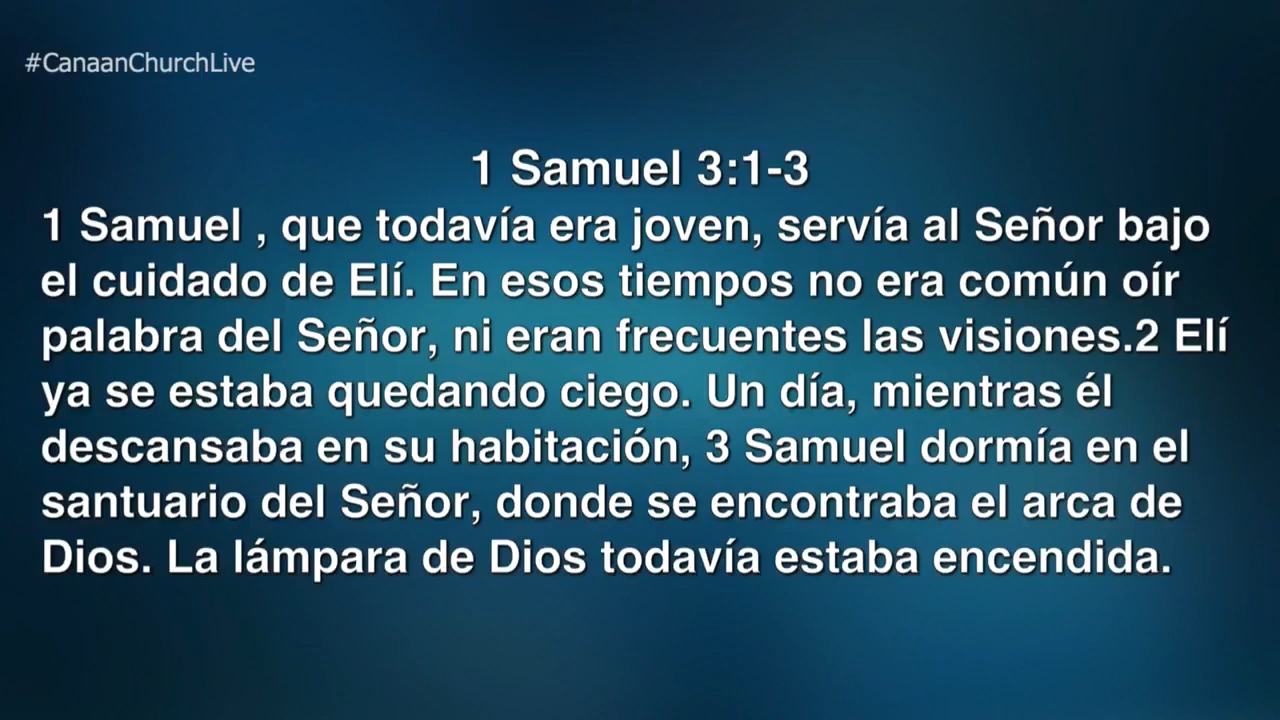 #CanaanChurchLive
1 Samuel 3:1-3
1 Samuel , que todavía era joven, servía al Señor bajo
el cuidado de Elí. En esos tiempos no era común oír
palabra del Señor, ni eran frecuentes las visiones.2 Elí
ya se estaba quedando ciego. Un día, mientras él
descansaba en su habitación, 3 Samuel dormía en el
santuario del Señor, donde se encontraba el arca de
Dios. La lámpara de Dios todavía estaba encendida.